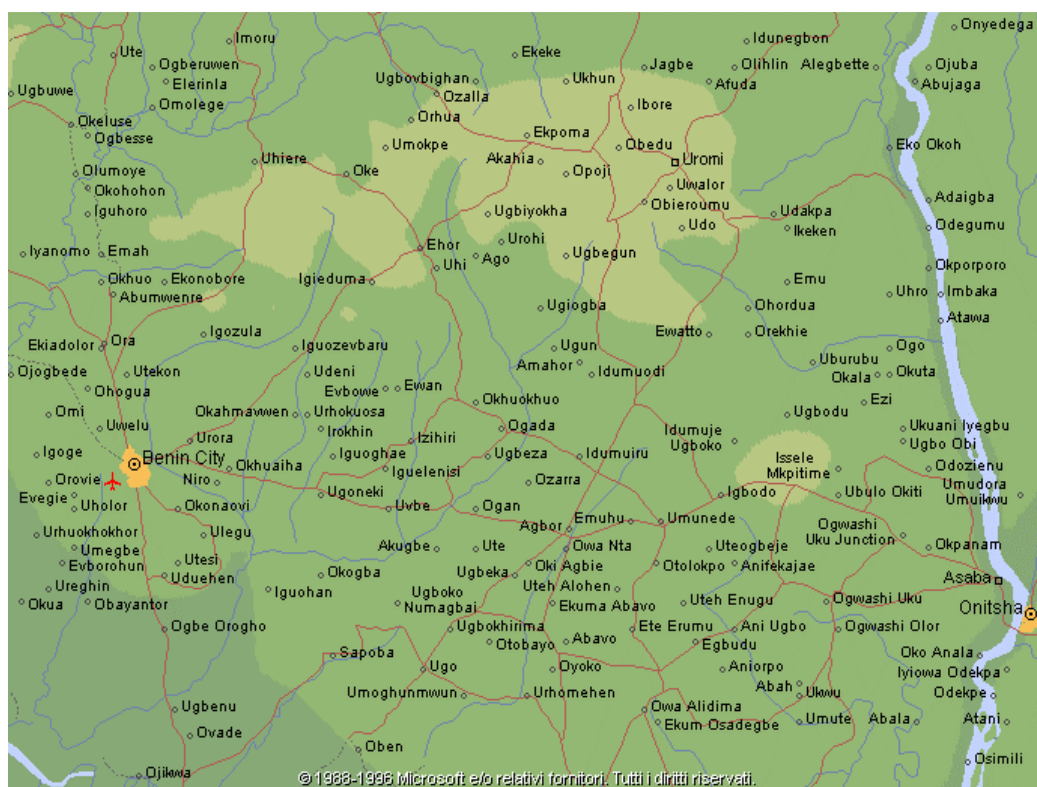 Onyedega
Imoru
Idunegbon
Ute
Ekeke
Ogberuwen
Jagbe
Olihlin
Alegbette
Ojuba
Ugbovbighan
Ukhun
Elerinla
Afuda
Abujaga
Ugbuwe
Ozalla
Omolege
Ibore
Orhua
Okeluse
Ekpoma
Ogbesse
Umokpe
Obedu
Eko Okoh
Uhiere
Akahia
Uromi
Olumoye
Oke
Opoji
Okohohon
Uwalor
Adaigba
Iguhoro
Obieroumu
Ugbiyokha
Udakpa
Udo
Ikeken
Odegumu
Iyanomo
Emah
Ehor
Urohi
Ago
Ugbegun
Uhi
Okporporo
Okhuo
Ekonobore
Igieduma
Emu
Abumwenre
Uhro
Imbaka
Ugiogba
Ohordua
Atawa
Igozula
Ewatto
Orekhie
Ekiadolor
Ora
Iguozevbaru
Ugun
Ogo
Amahor
Uburubu
Ojogbede
Utekon
Udeni
Idumuodi
Okala
Okuta
Ohogua
Evbowe
Ewan
Okhuokhuo
Ezi
Omi
Okahmavwen
Urhokuosa
Ugbodu
Uwelu
Irokhin
Ogada
Idumuje
Ugboko
Ukuani Iyegbu
Urora
Izihiri
Ugbo Obi
Igoge
Benin City
Iguoghae
Ugbeza
Idumuiru
Issele
Mkpitime
Okhuaiha
Iguelenisi
Odozienu
Orovie
Niro
Ozarra
Umudora
Evegie
Ugoneki
Igbodo
Ubulo Okiti
Umuikwu
Uholor
Okonaovi
Uvbe
Ogan
Agbor
Emuhu
Umunede
Ogwashi
Uku Junction
Urhuokhokhor
Ulegu
Umegbe
Akugbe
Ute
Owa Nta
Uteogbeje
Okpanam
Evborohun
Utesi
Oki Agbie
Otolokpo
Anifekajae
Uduehen
Okogba
Ugbeka
Asaba
Ureghin
Iguohan
Ugboko
Numagbai
Uteh Alohen
Okua
Obayantor
Ekuma Abavo
Uteh Enugu
Ogwashi Uku
Onitsha
Ogbe Orogho
Ugbokhirima
Ete Erumu
Ani Ugbo
Ogwashi Olor
Otobayo
Abavo
Egbudu
Sapoba
Oko Anala
Ugo
Oyoko
Aniorpo
Iyiowa Odekpa
Umoghunmwun
Urhomehen
Abah
Ukwu
Odekpe
Ugbenu
Owa Alidima
Ekum Osadegbe
Umute
Abala
Atani
Ovade
Oben
Osimili
Ojikwa
© 1988-1996 Microsoft e/o relativi fornitori. Tutti i diritti riservati.